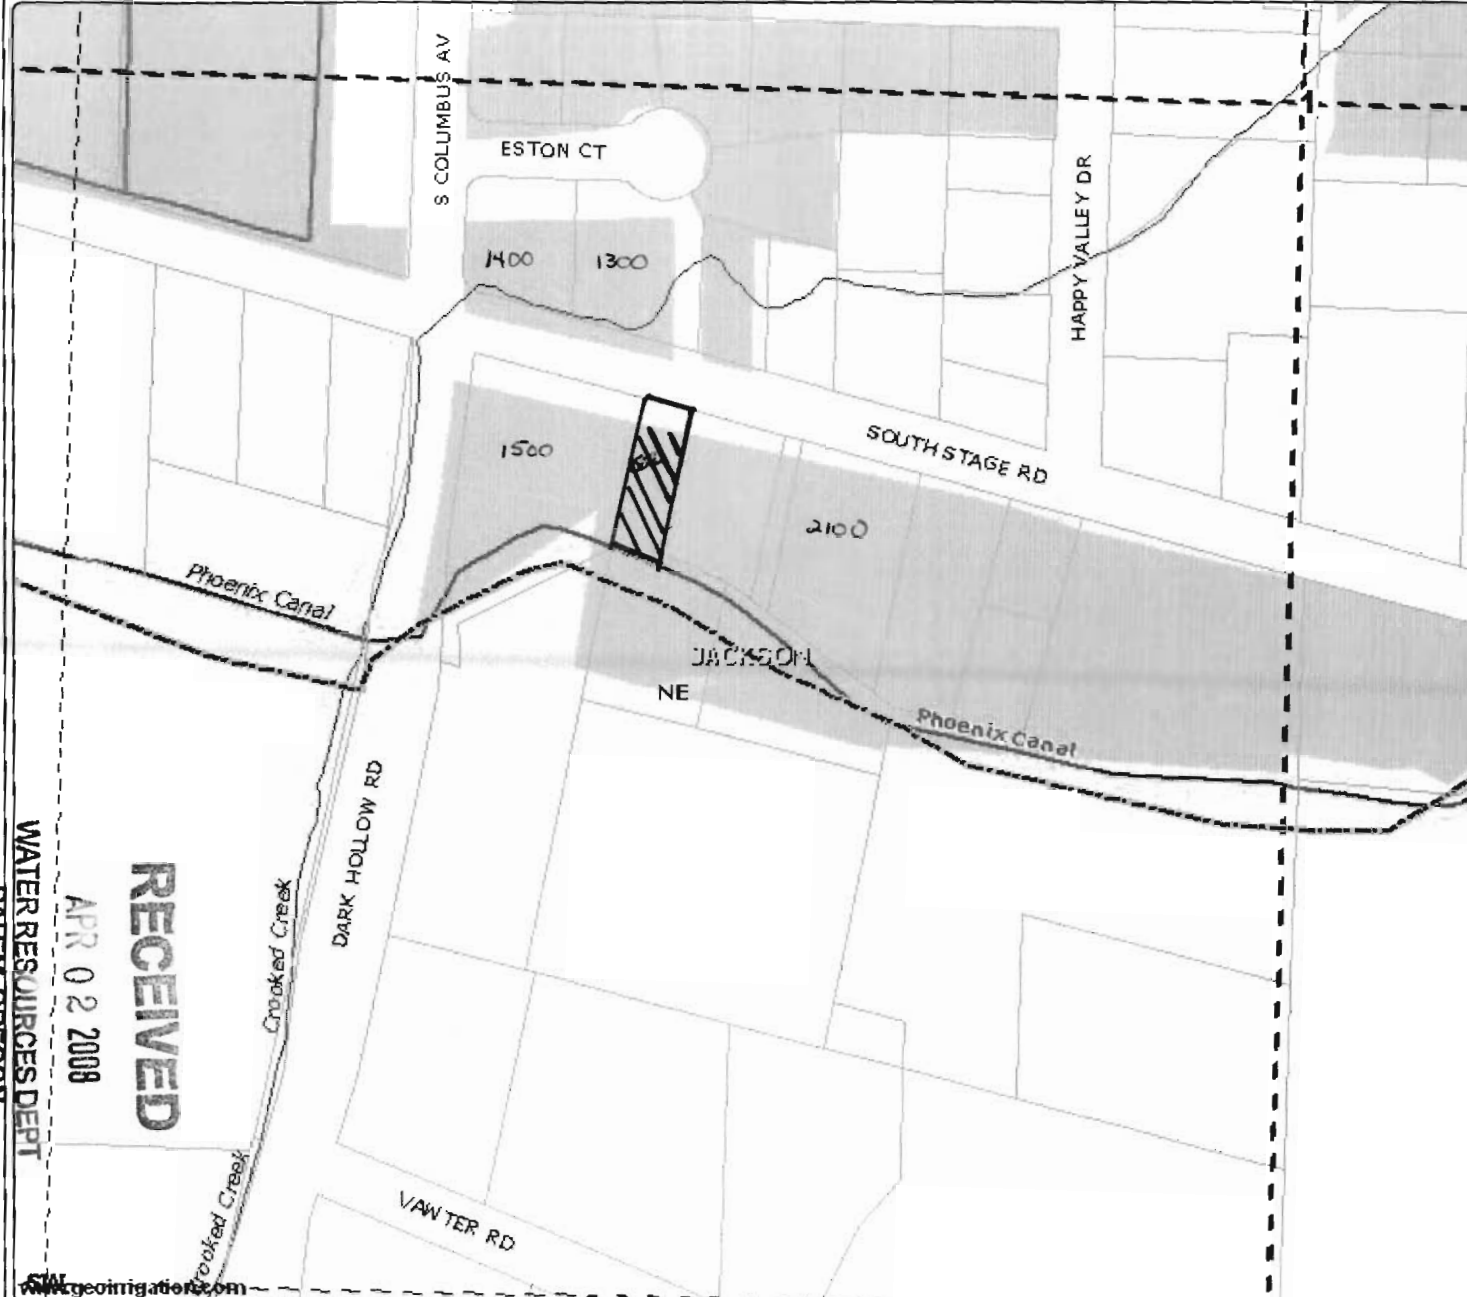 S COLUMBUS AV
ESTON CT
HAPPY VALLEY DR
1400
1300
1500
SOUTH STAGE RD
2100
Phoenix Canal
JACKSON
NE
Phoenix Canal
DARK HOLLOW RD
Crooked Creek
RECEIVED
APR 02 2008
WATER RESOURCES DEPT
Crooked Creek
VAWTER RD